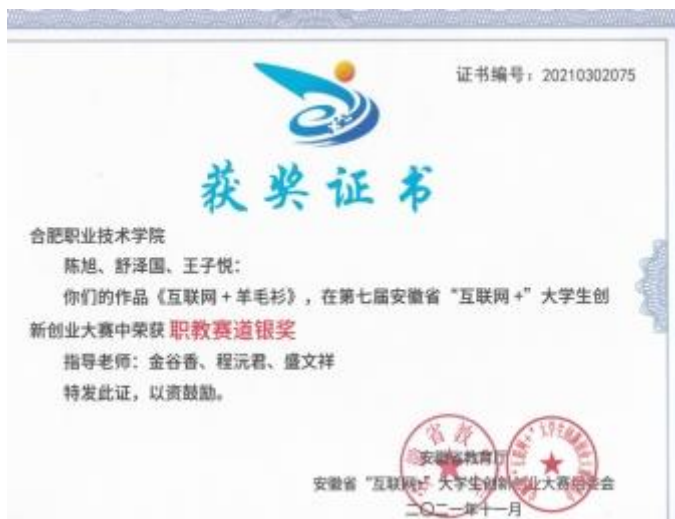 证书编号：20210302075
获奖证书
合肥职业技术学院
陈旭、舒泽国、王子悦：
你们的作品《互联网+羊毛衫》，在第七届安徽省“互联网+”大学生创
新创业大赛中荣获 职教赛道银奖
指导老师：金谷香、程沅君、盛文祥
特发此证，以资鼓励。
安徽省教育厅
安徽省“互联网+”大学生创新创业大赛组委会
二〇二一年十一月